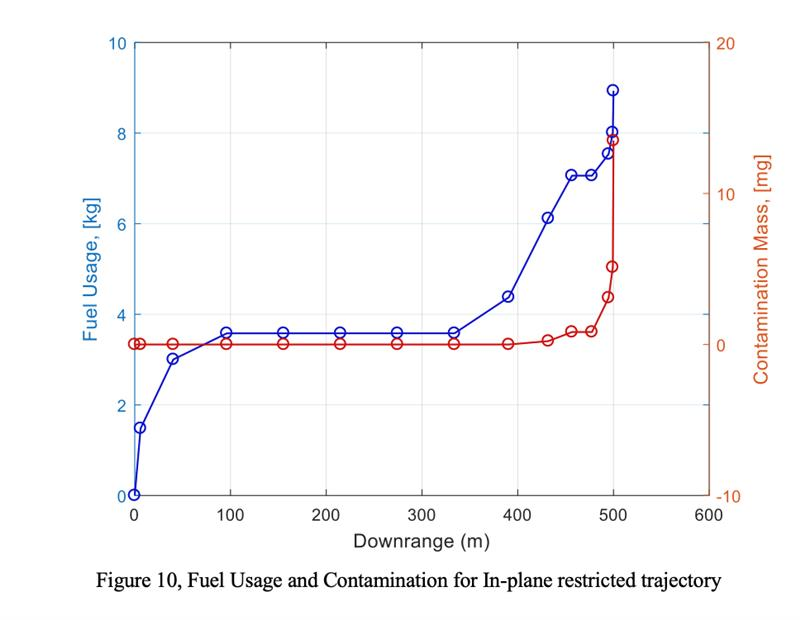 10
8
6
4
2
0
Fuel Usage, [kg]
20
10
0
-10
Contamination Mass, [mg]
0 100 200 300 400 500 600
Downrange (m)
Figure 10, Fuel Usage and Contamination for In-plane restricted trajectory